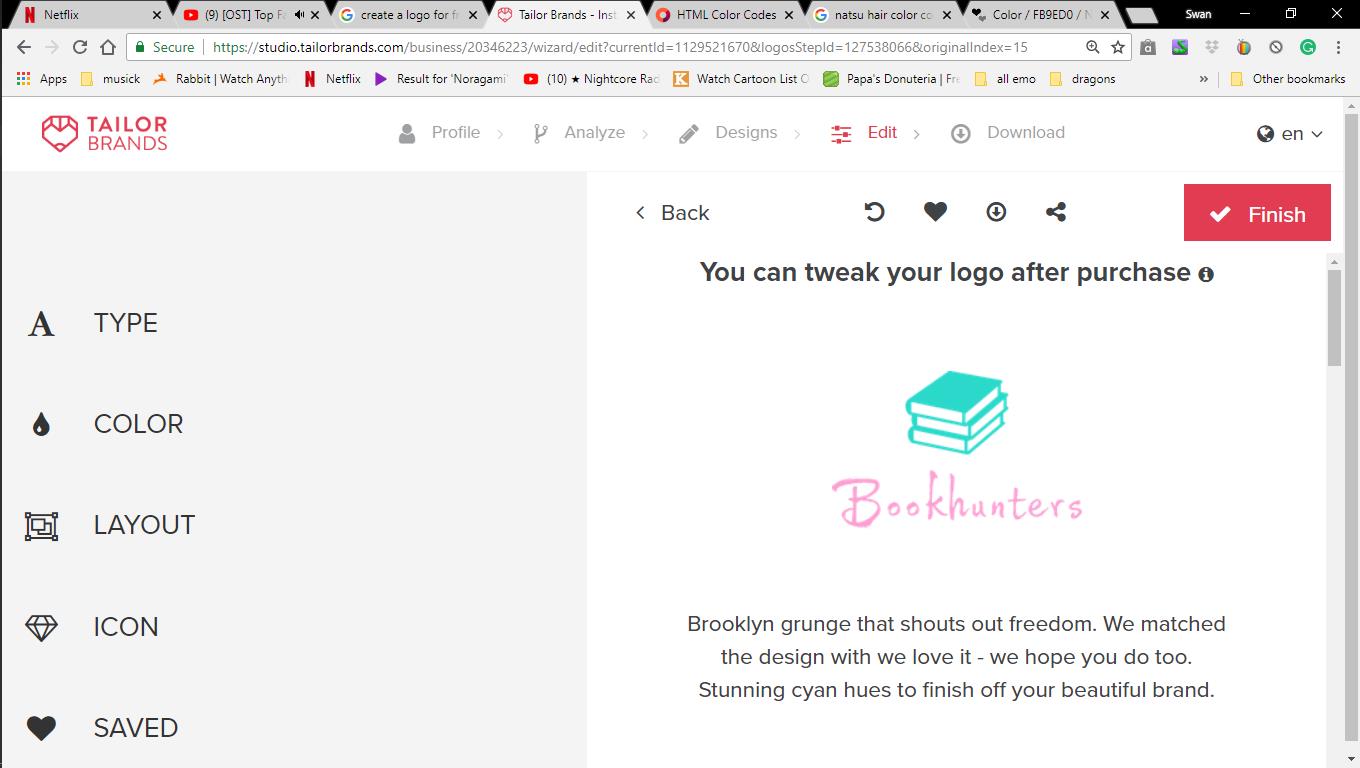 Netflix
(9) [OST] Top Fa
create a logo for fr
Tailor Brands - Inst
HTML Color Codes
natsu hair color co
Color / FB9ED0 / N
Swan
Secure
https://studio.tailorbrands.com/business/20346223/wizard/edit?currentId=1129521670&logosStepId=127538066&originalIndex=15
Apps
musick
Rabbit | Watch Anyth
Netflix
Result for 'Noragami'
(10) ★ Nightcore Rad
Watch Cartoon List O
Papa's Donuteria | Fre
all emo
dragons
»
Other bookmarks
TAILOR
BRANDS
Profile
Analyze
Designs
Edit
Download
en
Back
Finish
You can tweak your logo after purchase
TYPE
COLOR
LAYOUT
ICON
SAVED
Bookhunters
Brooklyn grunge that shouts out freedom. We matched
the design with we love it - we hope you do too.
Stunning cyan hues to finish off your beautiful brand.